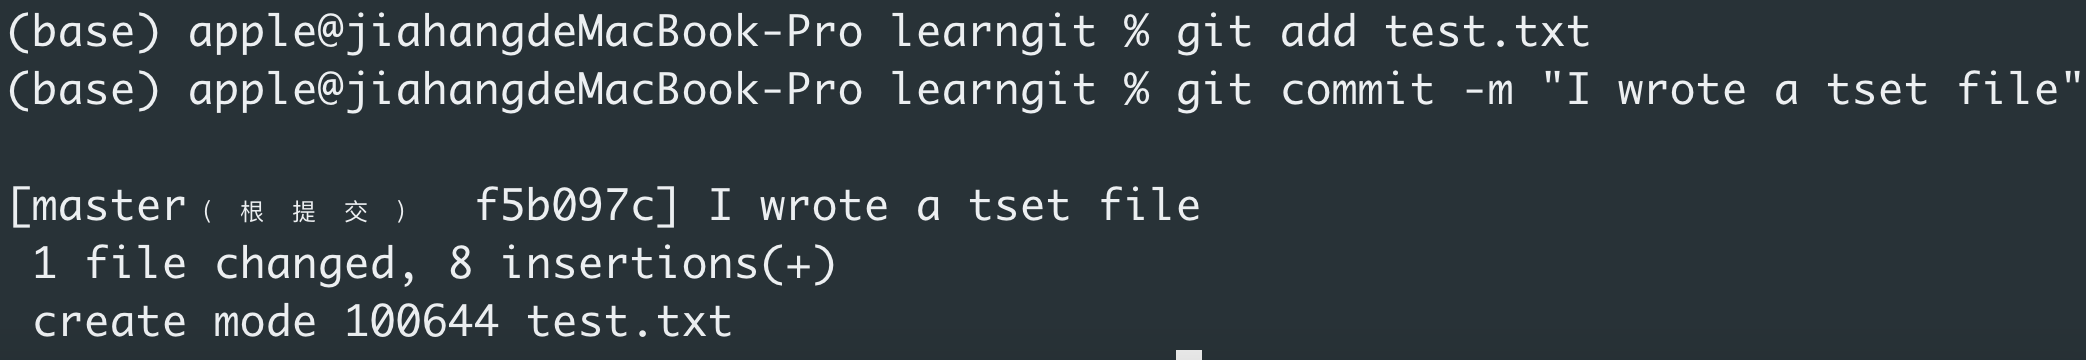 (base) apple@jiahangdeMacBook-Pro learngit % git add test.txt
(base) apple@jiahangdeMacBook-Pro learngit % git commit -m "I wrote a tset file"
[master（根提交） f5b097c] I wrote a tset file
1 file changed, 8 insertions(+)
create mode 100644 test.txt